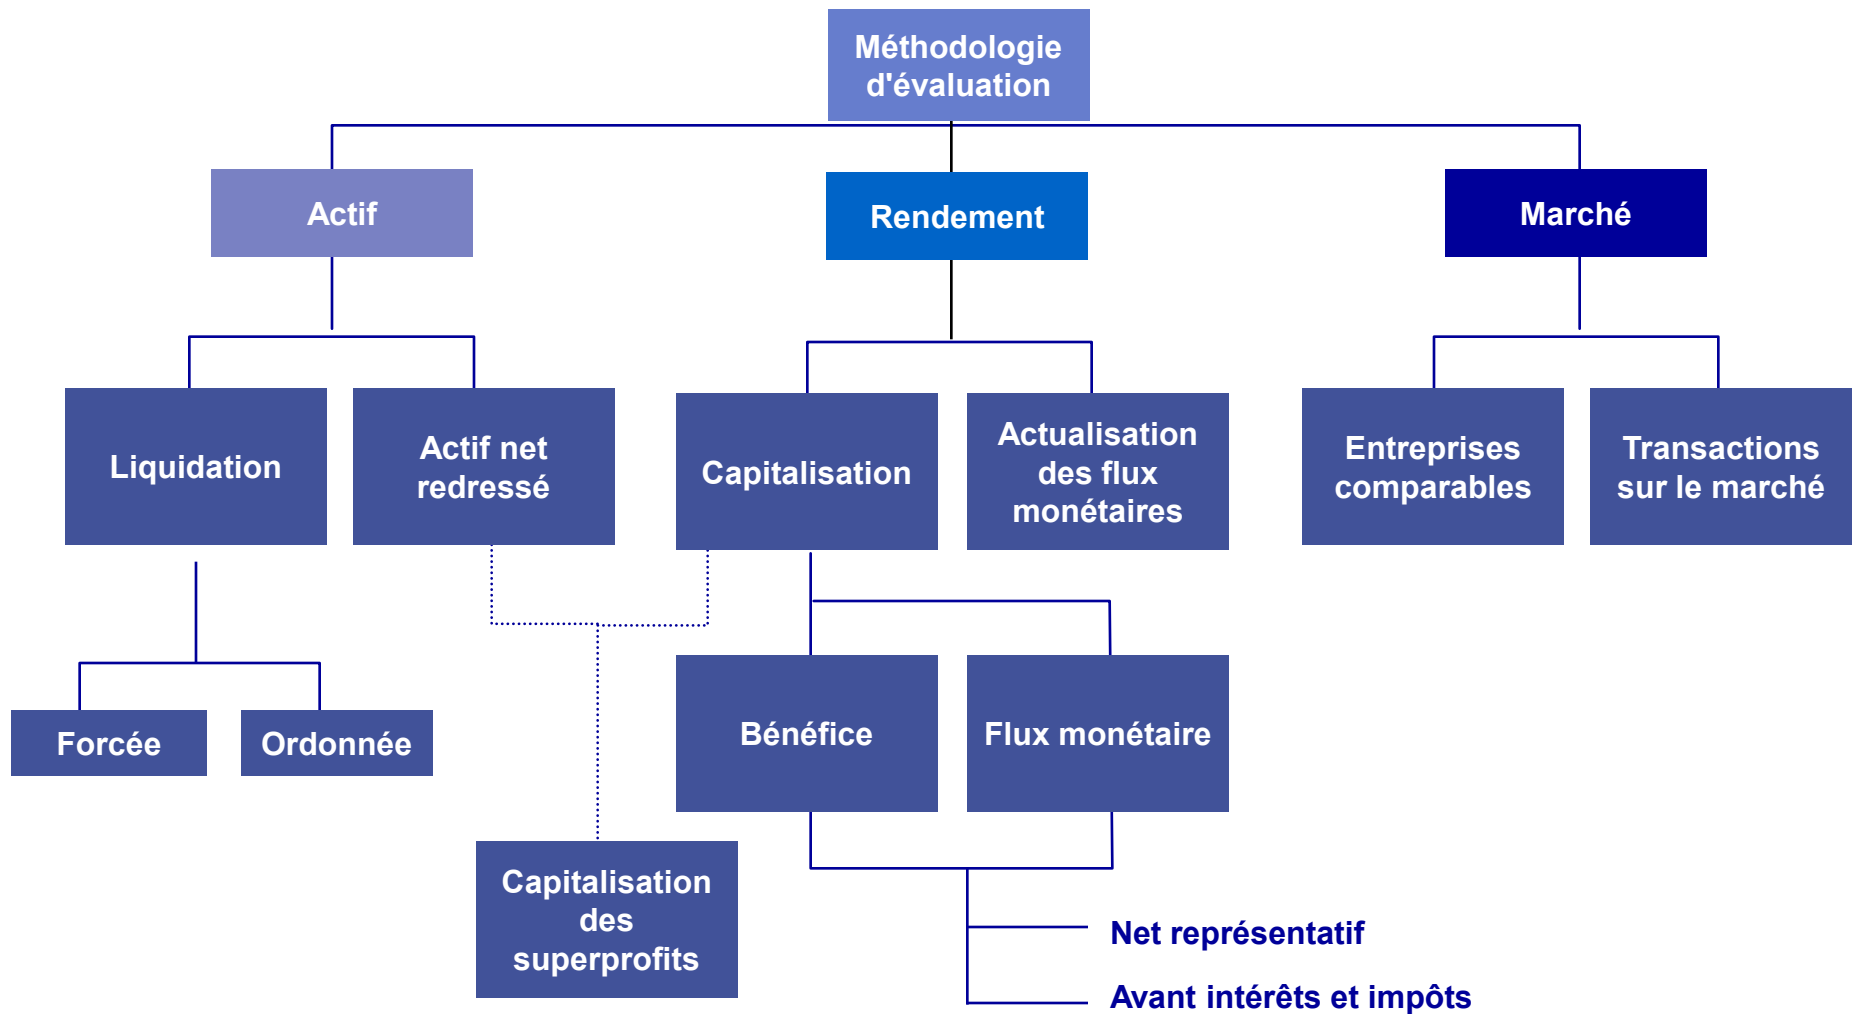 Méthodologie
d'évaluation
Actif
Rendement
Marché
Liquidation
Actif net
redressé
Capitalisation
Actualisation
des flux
monétaires
Entreprises
comparables
Transactions
sur le marché
Forcée
Ordonnée
Bénéfice
Flux monétaire
Capitalisation
des
superprofits
Net représentatif
Avant intérêts et impôts